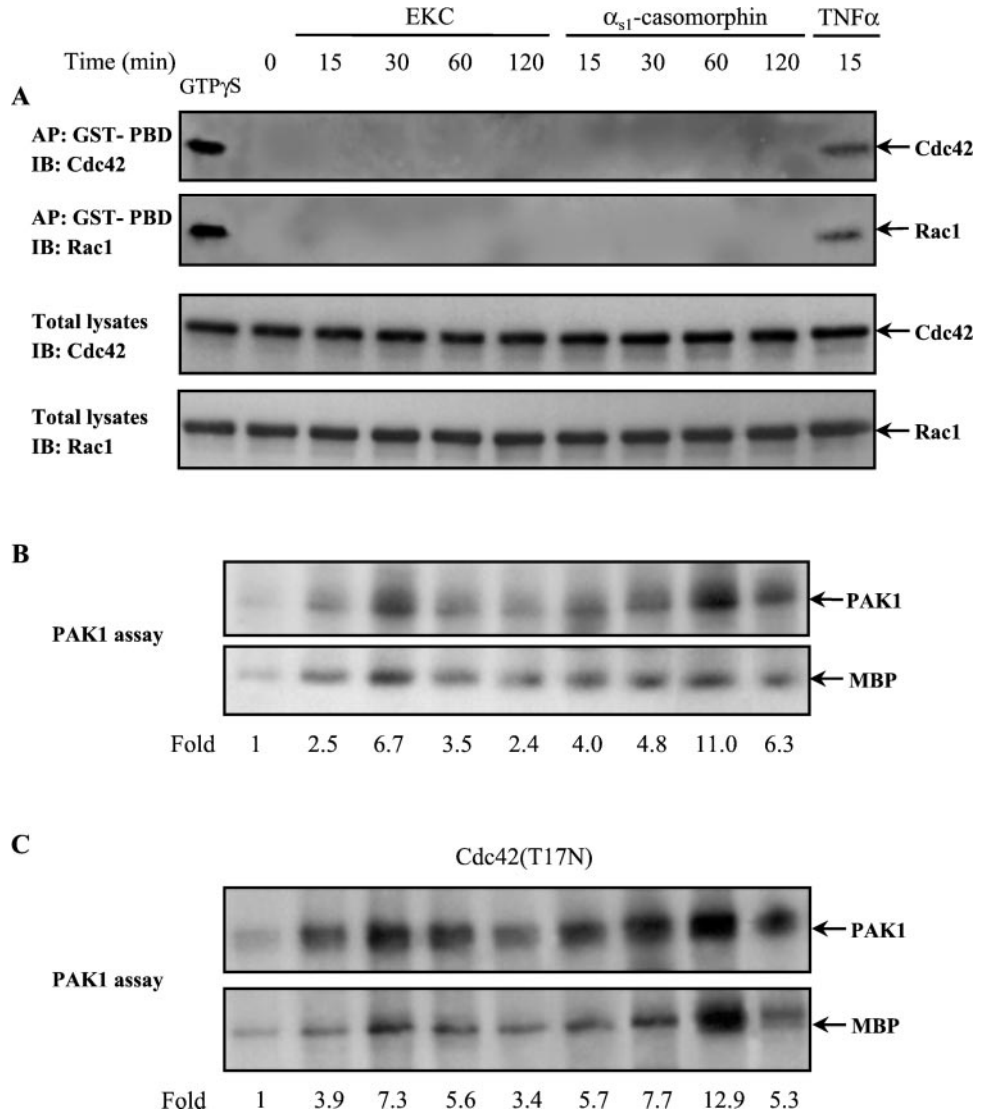 EKC αs1-casomorphin TNFα
Time (min) 0 15 30 60 120 15 30 60 120 15
GTPγS
A
AP: GST- PBD
IB: Cdc42
Cdc42
AP: GST- PBD
IB: Rac1
Rac1
Total lysates
IB: Cdc42
Cdc42
Total lysates
IB: Rac1
Rac1
B
PAK1 assay
PAK1
MBP
Fold 1 2.5 6.7 3.5 2.4 4.0 4.8 11.0 6.3
C
Cdc42(T17N)
PAK1 assay
PAK1
MBP
Fold 1 3.9 7.3 5.6 3.4 5.7 7.7 12.9 5.3